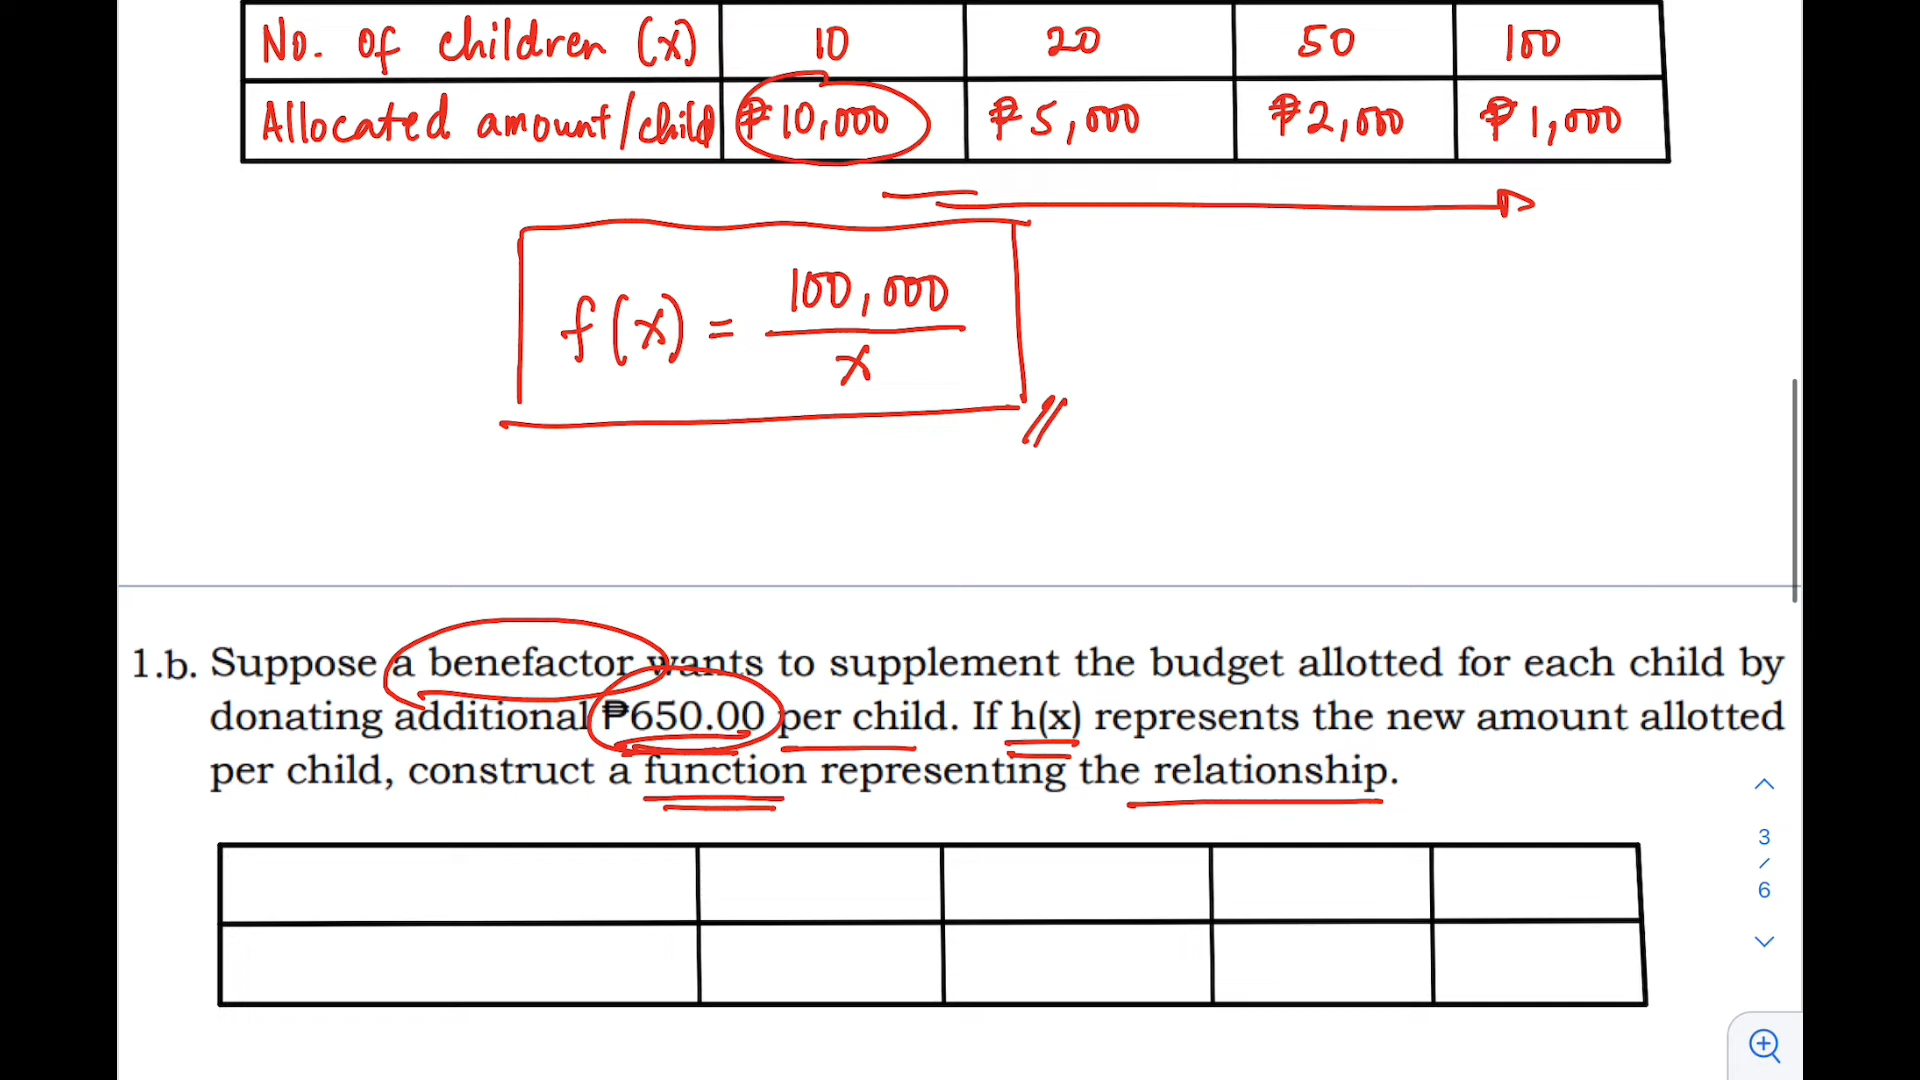 No. of children (x) 10 20 50 100
Allocated amount/child ₱10,000 ₱5,000 ₱2,000 ₱1,000
f(x) = 100,000 / x
1.b. Suppose a benefactor wants to supplement the budget allotted for each child by
donating additional ₱650.00 per child. If h(x) represents the new amount allotted
per child, construct a function representing the relationship.
3
/
6